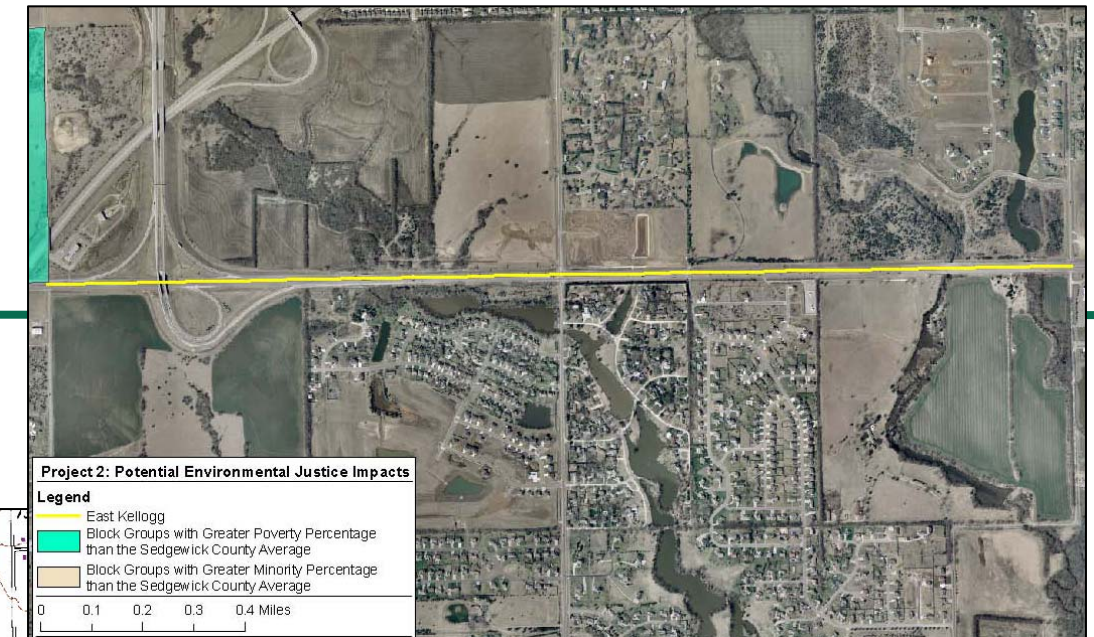 Project 2: Potential Environmental Justice Impacts
Legend
East Kellogg
Block Groups with Greater Poverty Percentage
than the Sedgewick County Average
Block Groups with Greater Minority Percentage
than the Sedgewick County Average
0 0.1 0.2 0.3 0.4 Miles